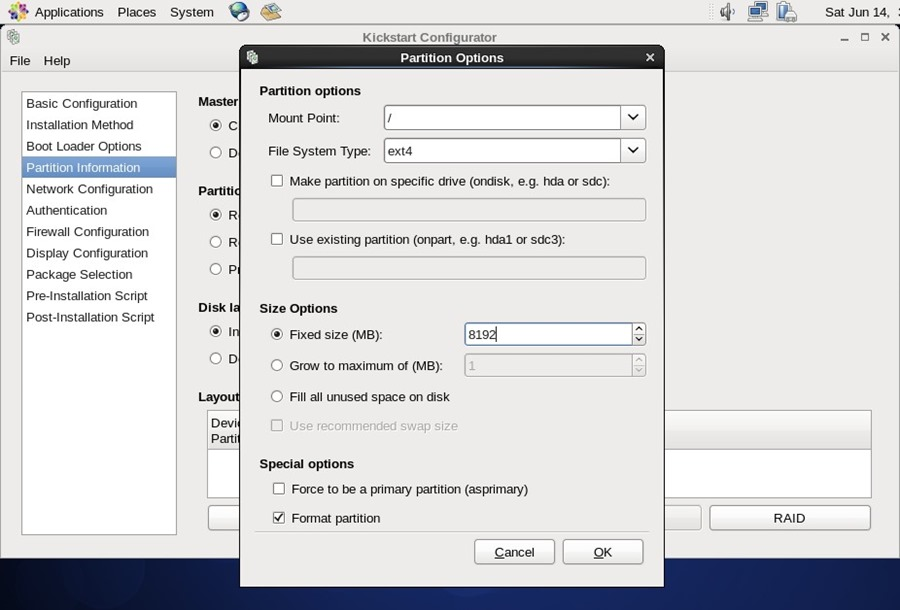 Applications Places System
Sat Jun 14,
Kickstart Configurator
File Help
Basic Configuration
Installation Method
Boot Loader Options
Partition Information
Network Configuration
Authentication
Firewall Configuration
Display Configuration
Package Selection
Pre-Installation Script
Post-Installation Script
Master
Disk la
Layout
RAID
Partition Options
Partition options
Mount Point: /
File System Type: ext4
Make partition on specific drive (ondisk, e.g. hda or sdc):
Use existing partition (onpart, e.g. hda1 or sdc3):
Size Options
Fixed size (MB): 8192
Grow to maximum of (MB): 1
Fill all unused space on disk
Use recommended swap size
Special options
Force to be a primary partition (asprimary)
Format partition
Cancel OK